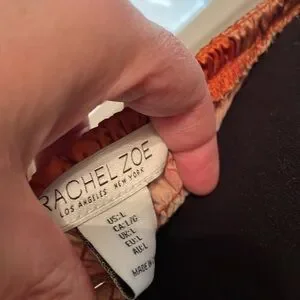 RACHEL ZOE
LOS ANGELES NEW YORK
US:L
CA:L/G
UK:L
EU:L
AU:L
MADE IN